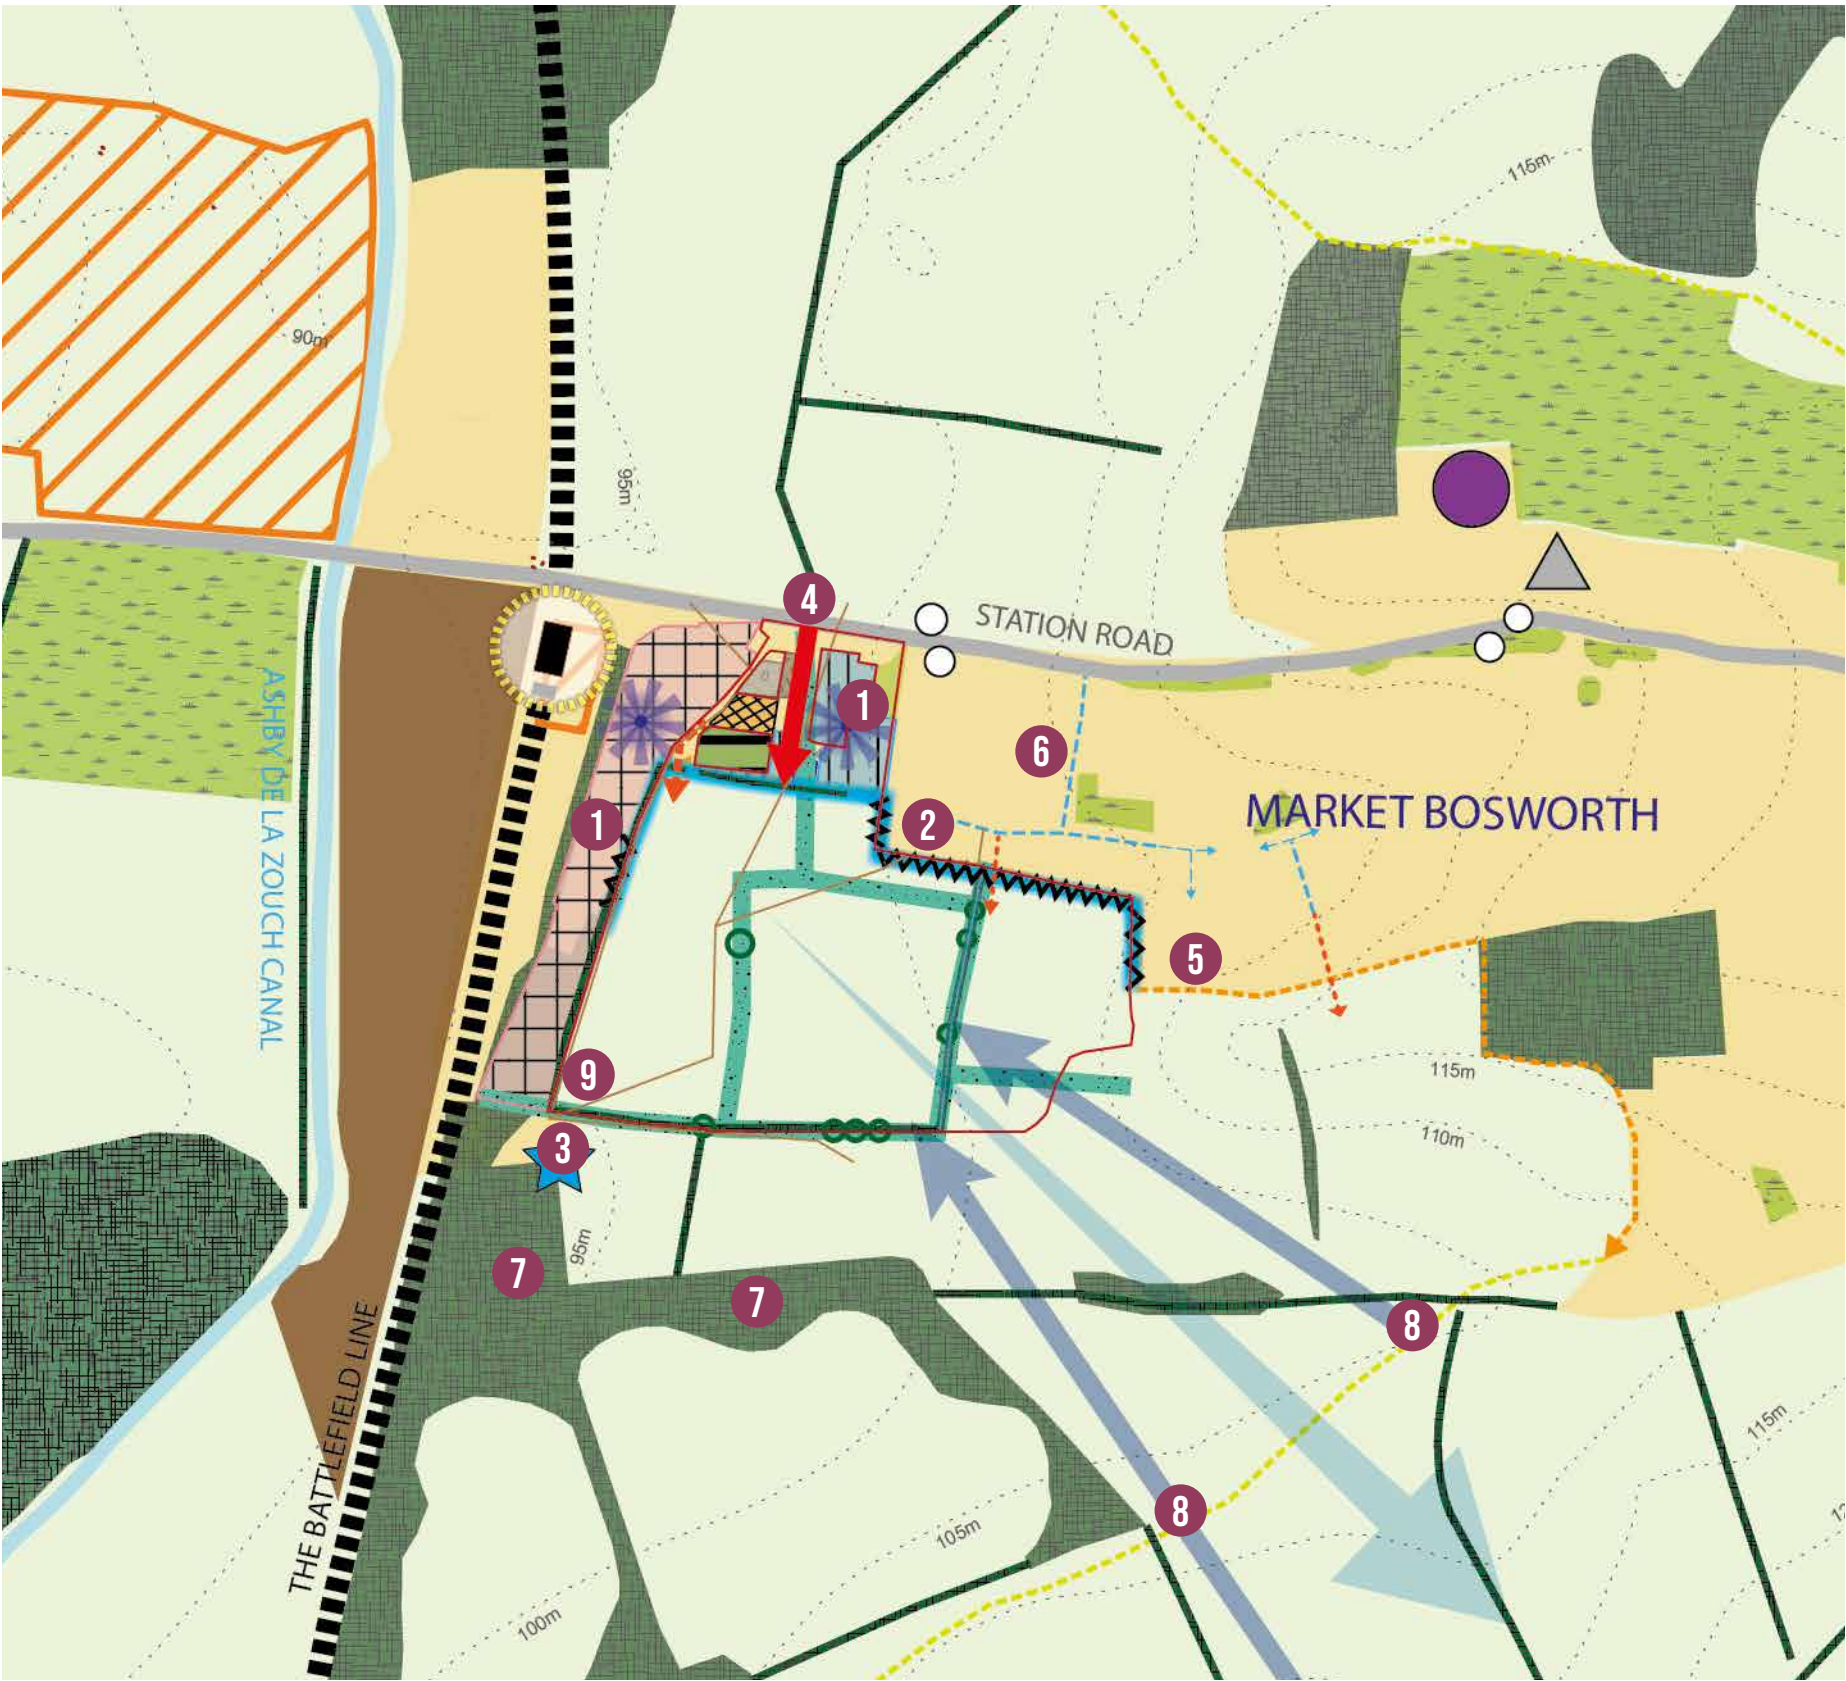 115m
90m
95m
4
STATION ROAD
1
6
2
MARKET BOSWORTH
1
ASHBY DE LA ZOUCH CANAL
5
9
115m
110m
3
95m
7
7
8
THE BATTLEFIELD LINE
115m
8
105m
100m